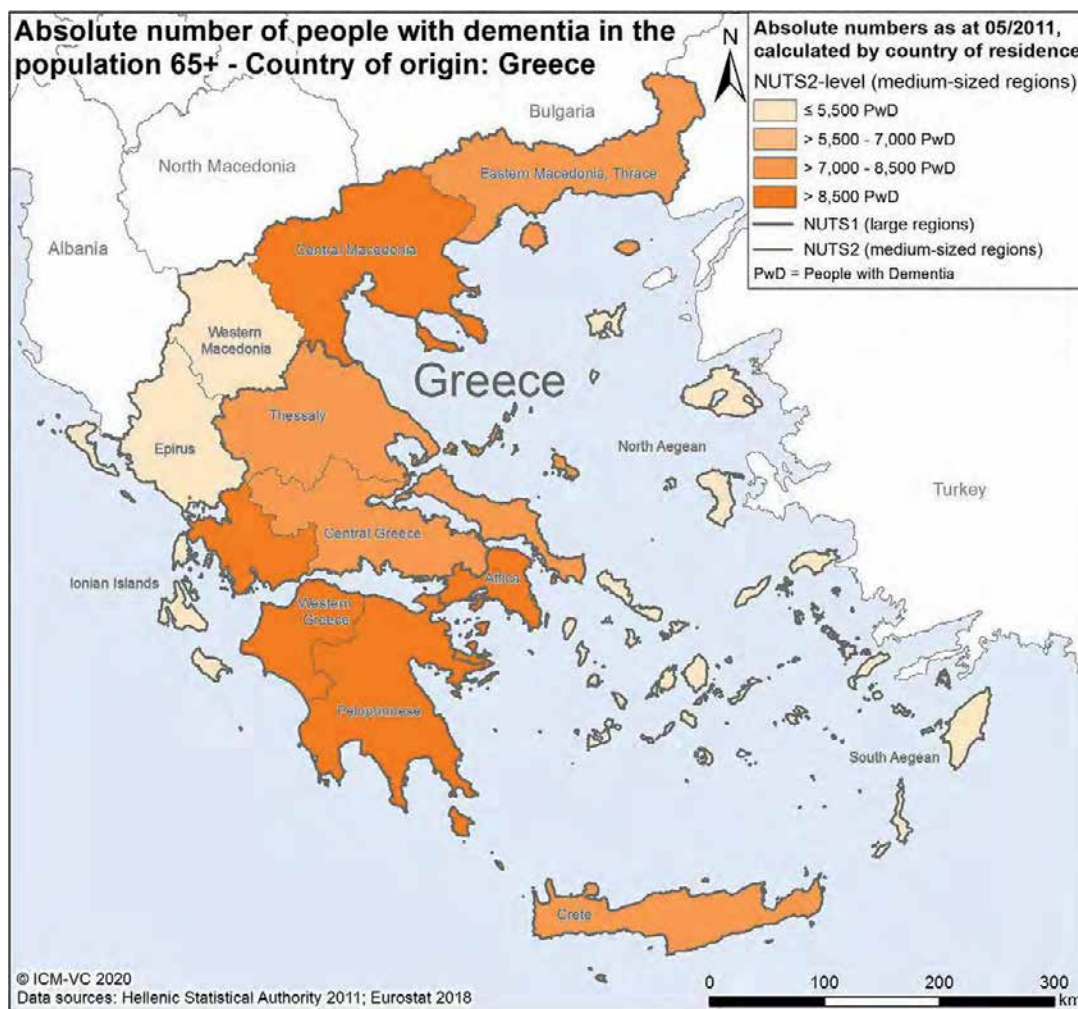 Absolute number of people with dementia in the
population 65+ - Country of origin: Greece
N
Absolute numbers as at 05/2011,
calculated by country of residence
NUTS2-level (medium-sized regions)
≤ 5,500 PwD
> 5,500 - 7,000 PwD
> 7,000 - 8,500 PwD
> 8,500 PwD
NUTS1 (large regions)
NUTS2 (medium-sized regions)
PwD = People with Dementia
Bulgaria
North Macedonia
Eastern Macedonia, Thrace
Albania
Central Macedonia
Western
Macedonia
Greece
Thessaly
Epirus
North Aegean
Turkey
Central Greece
Ionian Islands
Attica
Western
Greece
Peloponnese
South Aegean
Crete
© ICM-VC 2020
Data sources: Hellenic Statistical Authority 2011; Eurostat 2018
0 100 200 300
km